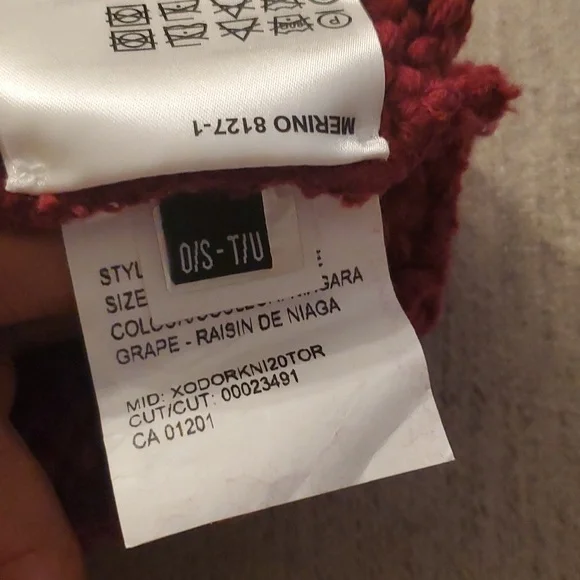 MERINO 8127-1
O/S - T/U
STYL
SIZE
GARA
GRAPE - RAISIN DE NIAGA
MID: XODORKNI20TOR
CUT/CUT: 00023491
CA 01201